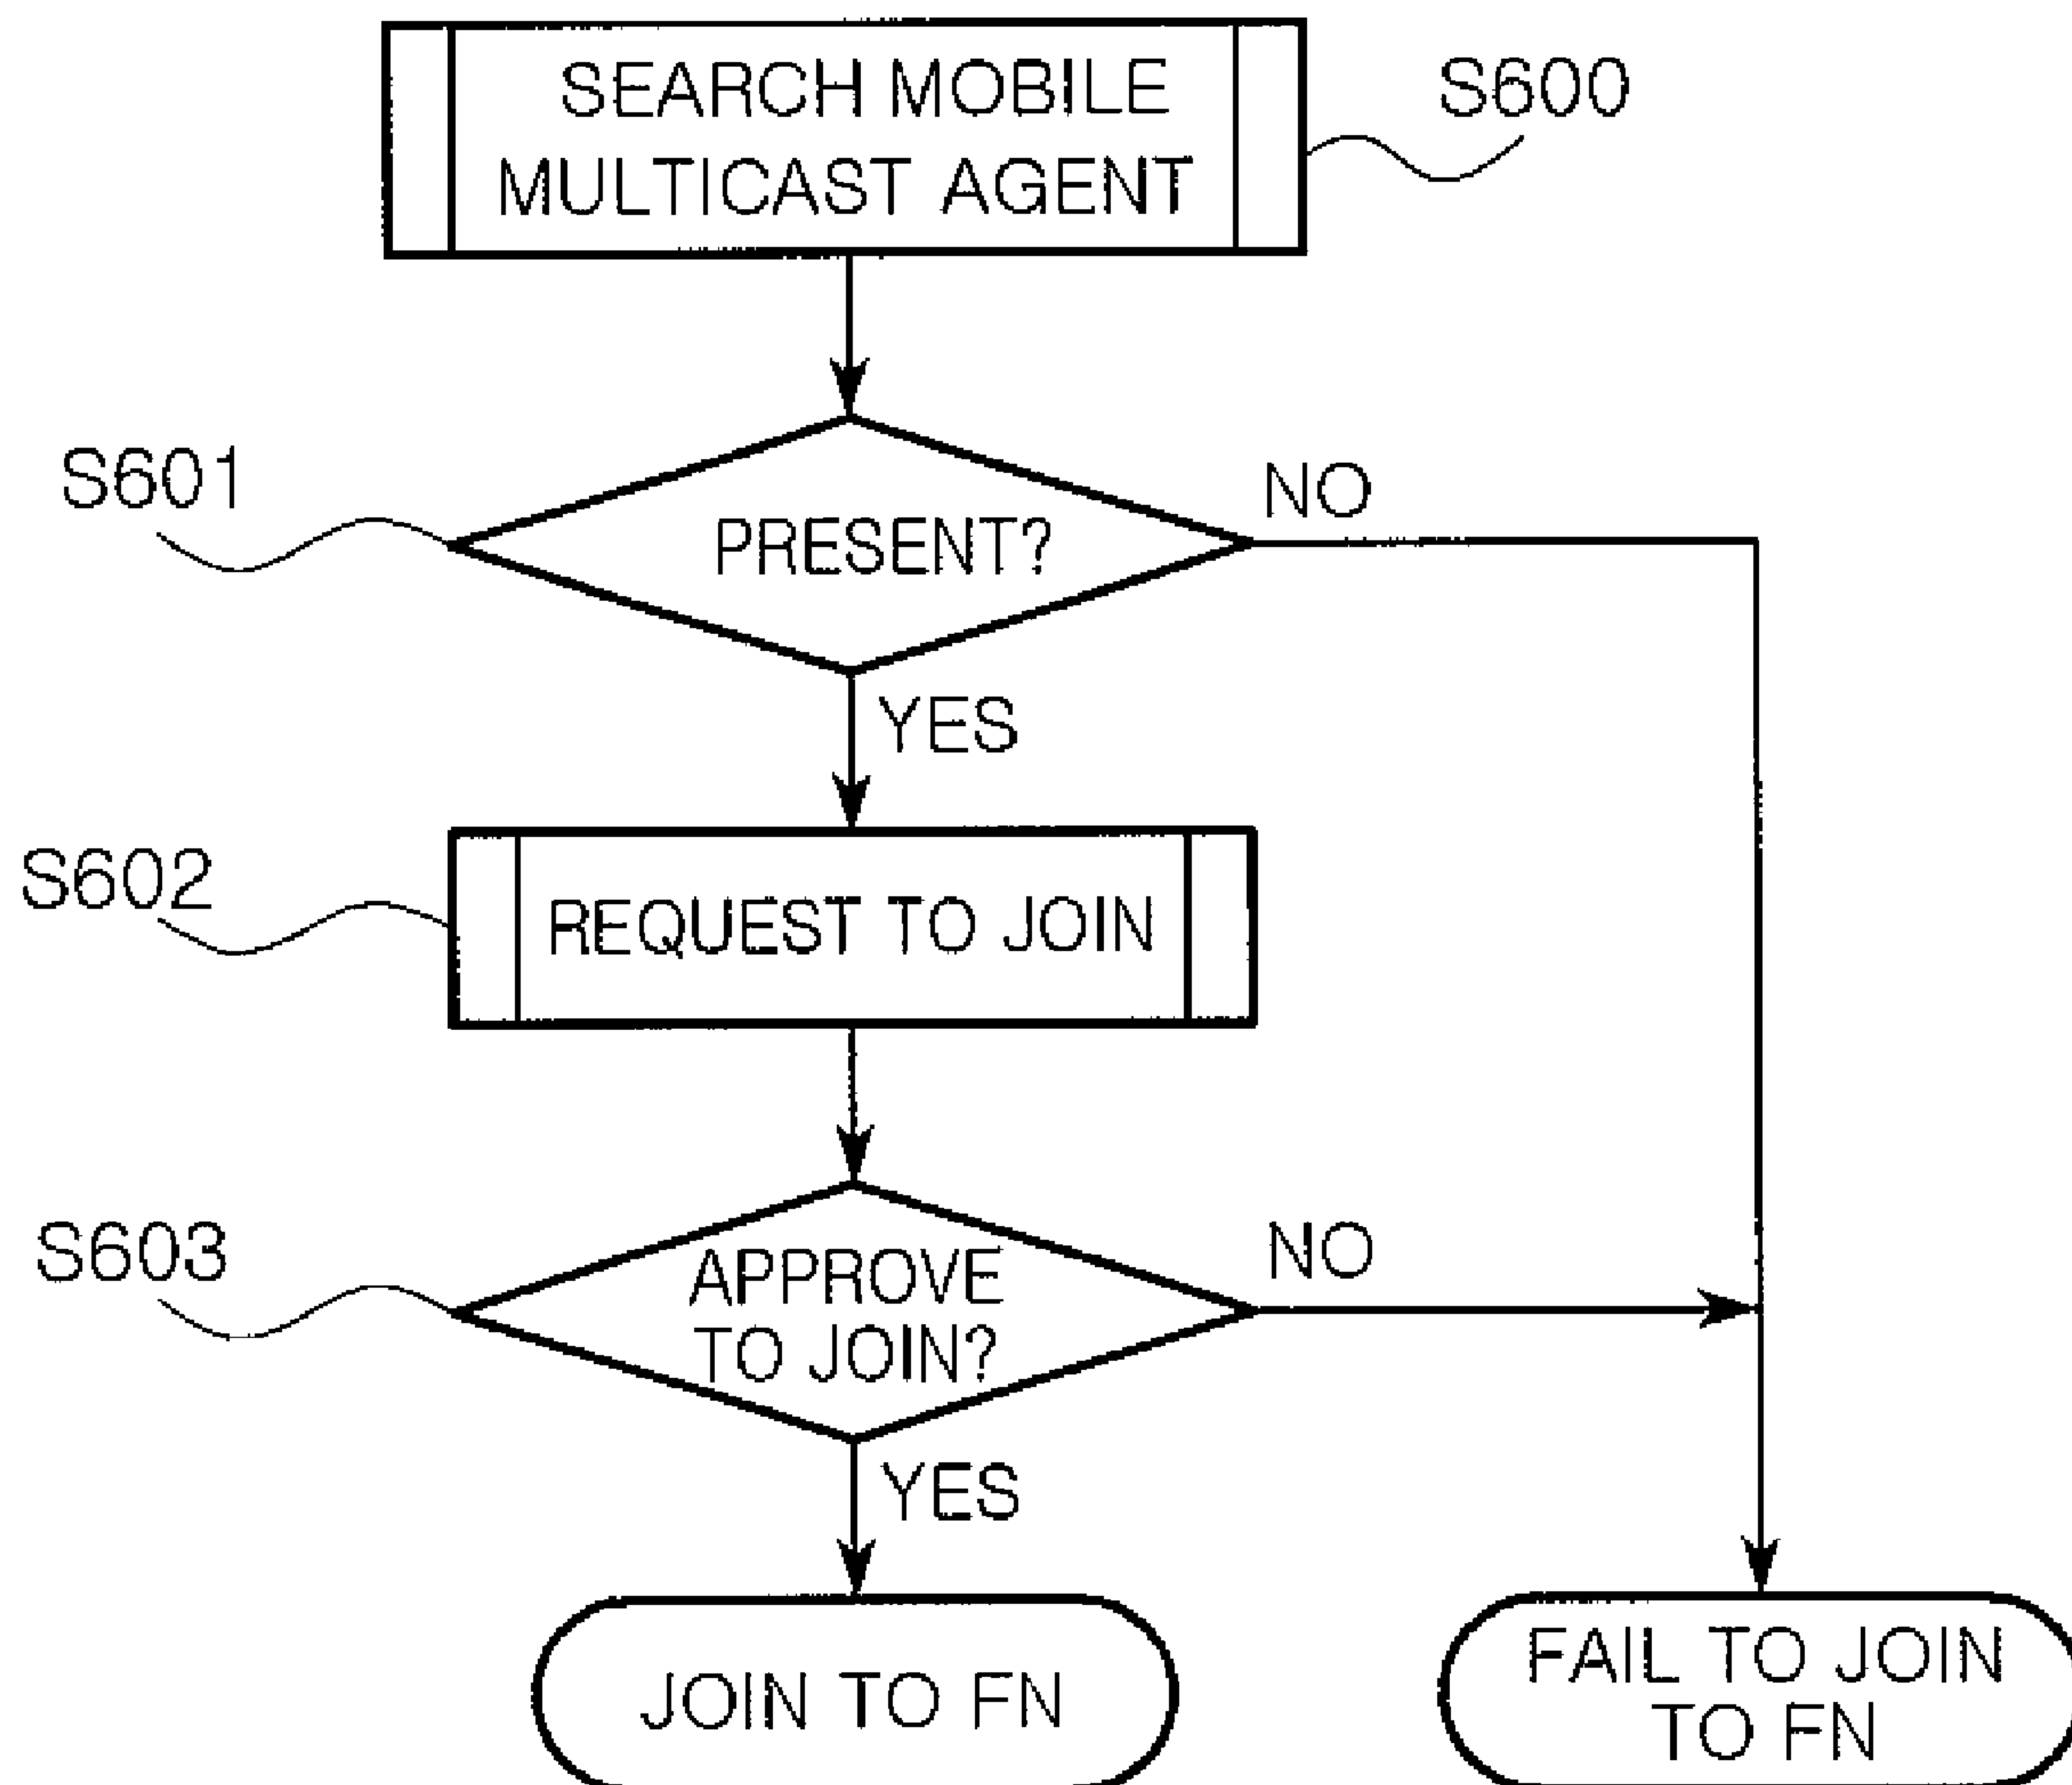 SEARCH MOBILE
MULTICAST AGENT
S600
S601
PRESENT?
NO
YES
S602
REQUEST TO JOIN
S603
APPROVE
TO JOIN?
NO
YES
JOIN TO FN
FAIL TO JOIN
TO FN